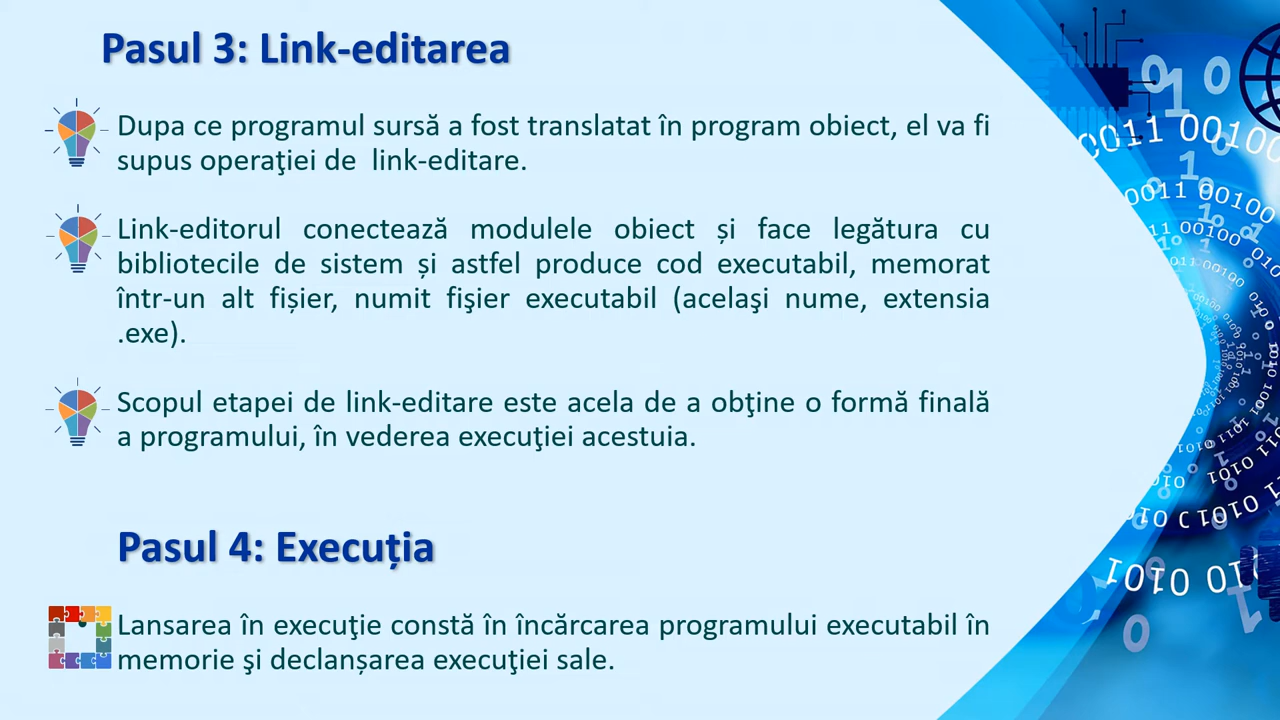 Pasul 3: Link-editarea
Dupa ce programul sursă a fost translatat în program obiect, el va fi
supus operaţiei de link-editare.
Link-editorul conectează modulele obiect și face legătura cu
bibliotecile de sistem și astfel produce cod executabil, memorat
într-un alt fișier, numit fişier executabil (acelaşi nume, extensia
.exe).
Scopul etapei de link-editare este acela de a obţine o formă finală
a programului, în vederea execuţiei acestuia.
Pasul 4: Execuția
Lansarea în execuţie constă în încărcarea programului executabil în
memorie şi declanșarea execuţiei sale.